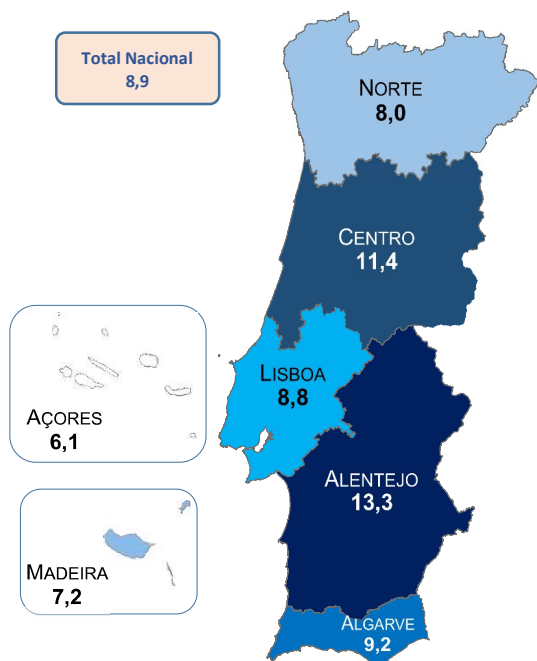 Total Nacional
8,9
NORTE
8,0
CENTRO
11,4
LISBOA
8,8
AÇORES
6,1
ALENTEJO
13,3
MADEIRA
7,2
ALGARVE
9,2